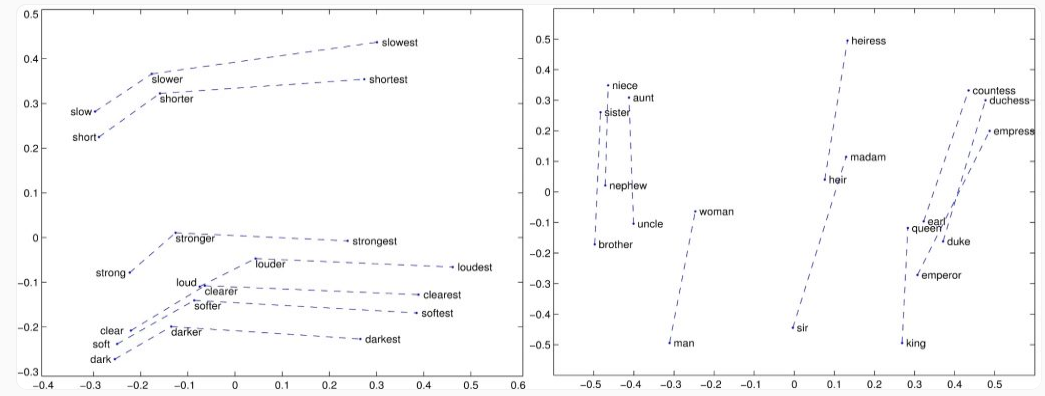 0.5
0.4
0.3
0.2
0.1
0
−0.1
−0.2
−0.3
−0.4 −0.3 −0.2 −0.1 0 0.1 0.2 0.3 0.4 0.5 0.6
slowest
slower
shortest
shorter
slow
short
stronger
strongest
strong
louder
loudest
loud
clearer
clearest
softer
softest
clear
darker
soft
darkest
dark
0.5
0.4
0.3
0.2
0.1
0
−0.1
−0.2
−0.3
−0.4
−0.5
−0.5 −0.4 −0.3 −0.2 −0.1 0 0.1 0.2 0.3 0.4 0.5
heiress
niece
countess
aunt
duchess
sister
empress
madam
heir
nephew
woman
earl
uncle
queen
brother
duke
emperor
sir
man
king